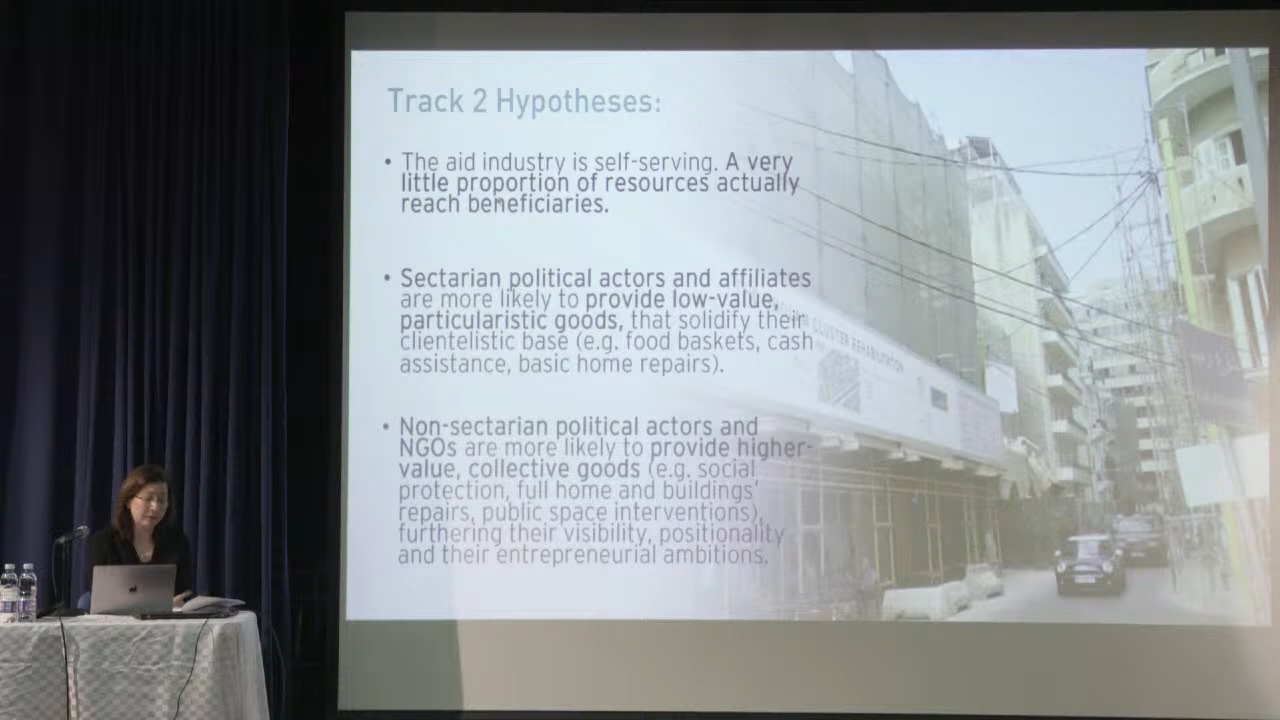 Track 2 Hypotheses:
• The aid industry is self-serving. A very
little proportion of resources actually
reach beneficiaries.
• Sectarian political actors and affiliates
are more likely to provide low-value,
particularistic goods, that solidify their
clientelistic base (e.g. food baskets, cash
assistance, basic home repairs).
• Non-sectarian political actors and
NGOs are more likely to provide higher-
value, collective goods (e.g. social
protection, full home and buildings'
repairs, public space interventions),
furthering their visibility, positionality
and their entrepreneurial ambitions.
CLUSTER REHABILITATION